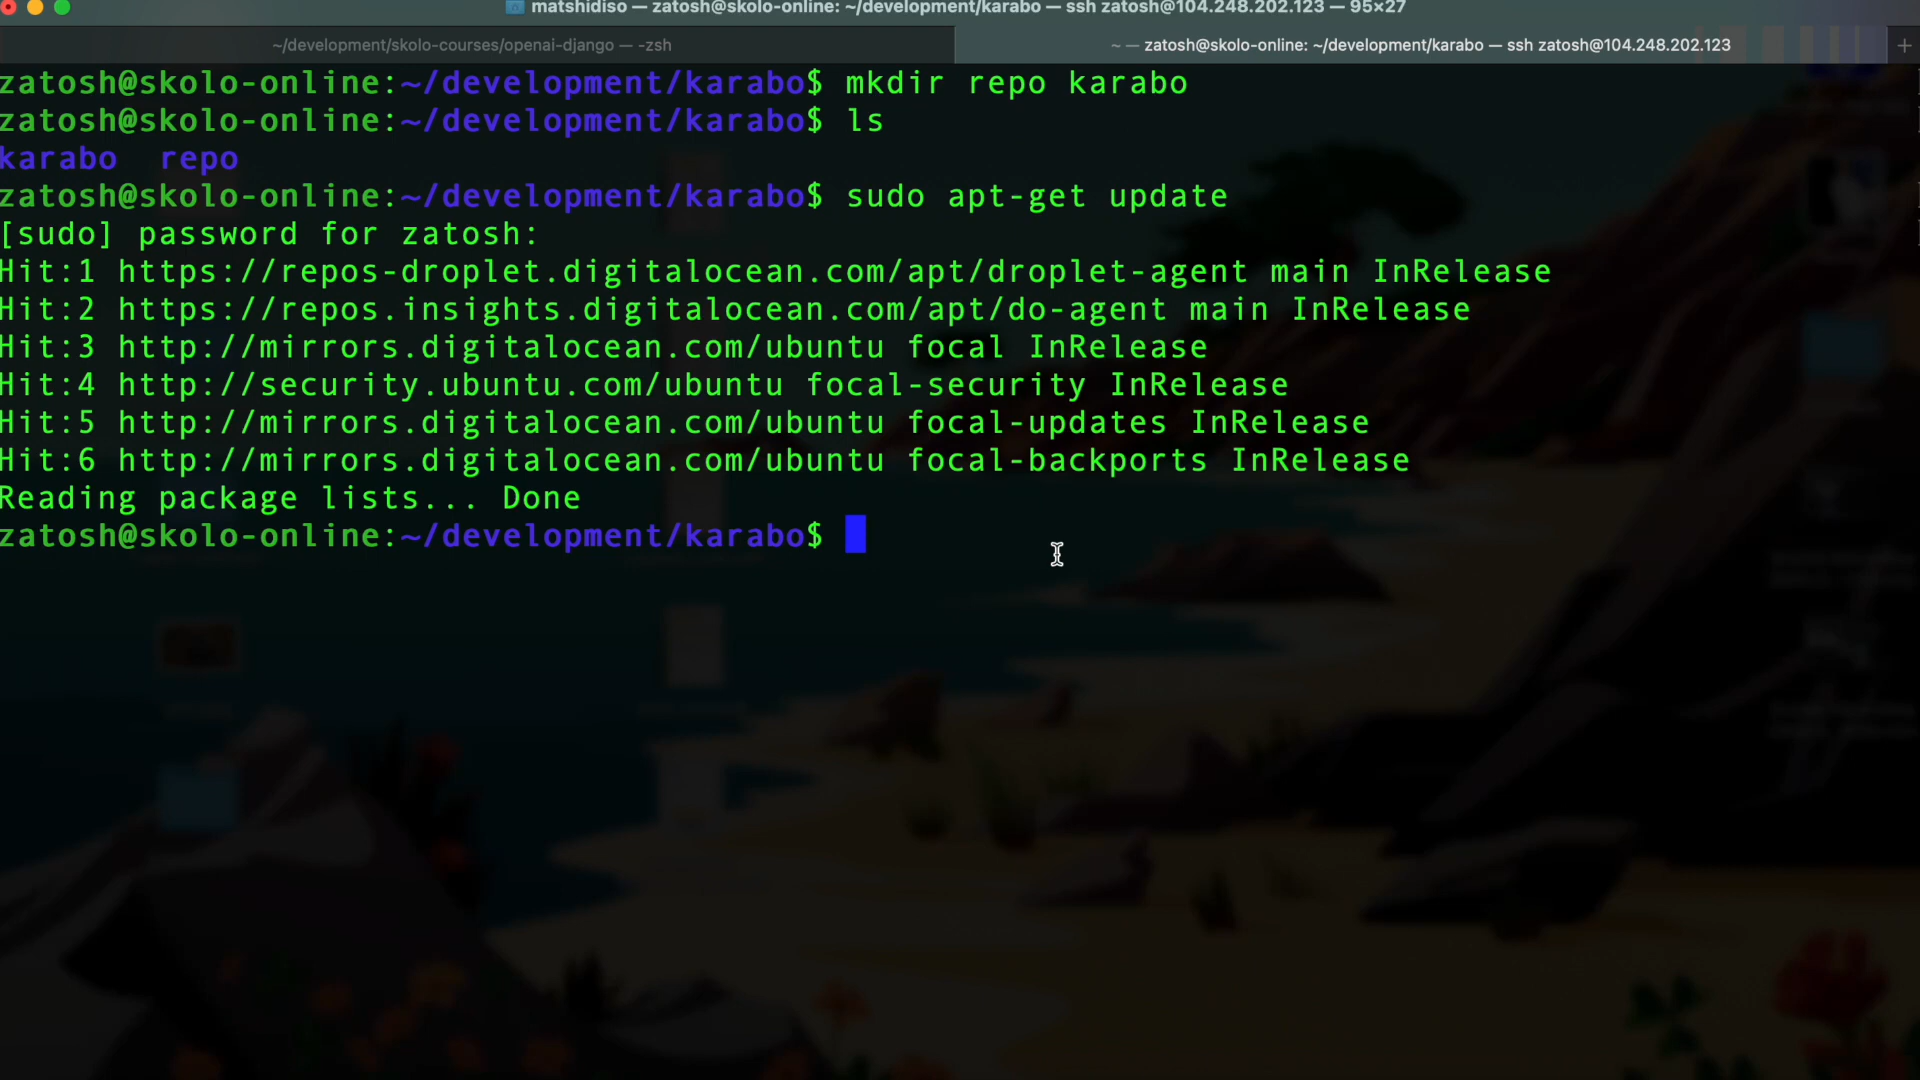 matshidiso — zatosh@skolo-online: ~/development/karabo — ssh zatosh@104.248.202.123 — 95×27
~/development/skolo-courses/openai-django — -zsh
~ — zatosh@skolo-online: ~/development/karabo — ssh zatosh@104.248.202.123
zatosh@skolo-online:~/development/karabo$ mkdir repo karabo
zatosh@skolo-online:~/development/karabo$ ls
karabo  repo
zatosh@skolo-online:~/development/karabo$ sudo apt-get update
[sudo] password for zatosh:
Hit:1 https://repos-droplet.digitalocean.com/apt/droplet-agent main InRelease
Hit:2 https://repos.insights.digitalocean.com/apt/do-agent main InRelease
Hit:3 http://mirrors.digitalocean.com/ubuntu focal InRelease
Hit:4 http://security.ubuntu.com/ubuntu focal-security InRelease
Hit:5 http://mirrors.digitalocean.com/ubuntu focal-updates InRelease
Hit:6 http://mirrors.digitalocean.com/ubuntu focal-backports InRelease
Reading package lists... Done
zatosh@skolo-online:~/development/karabo$